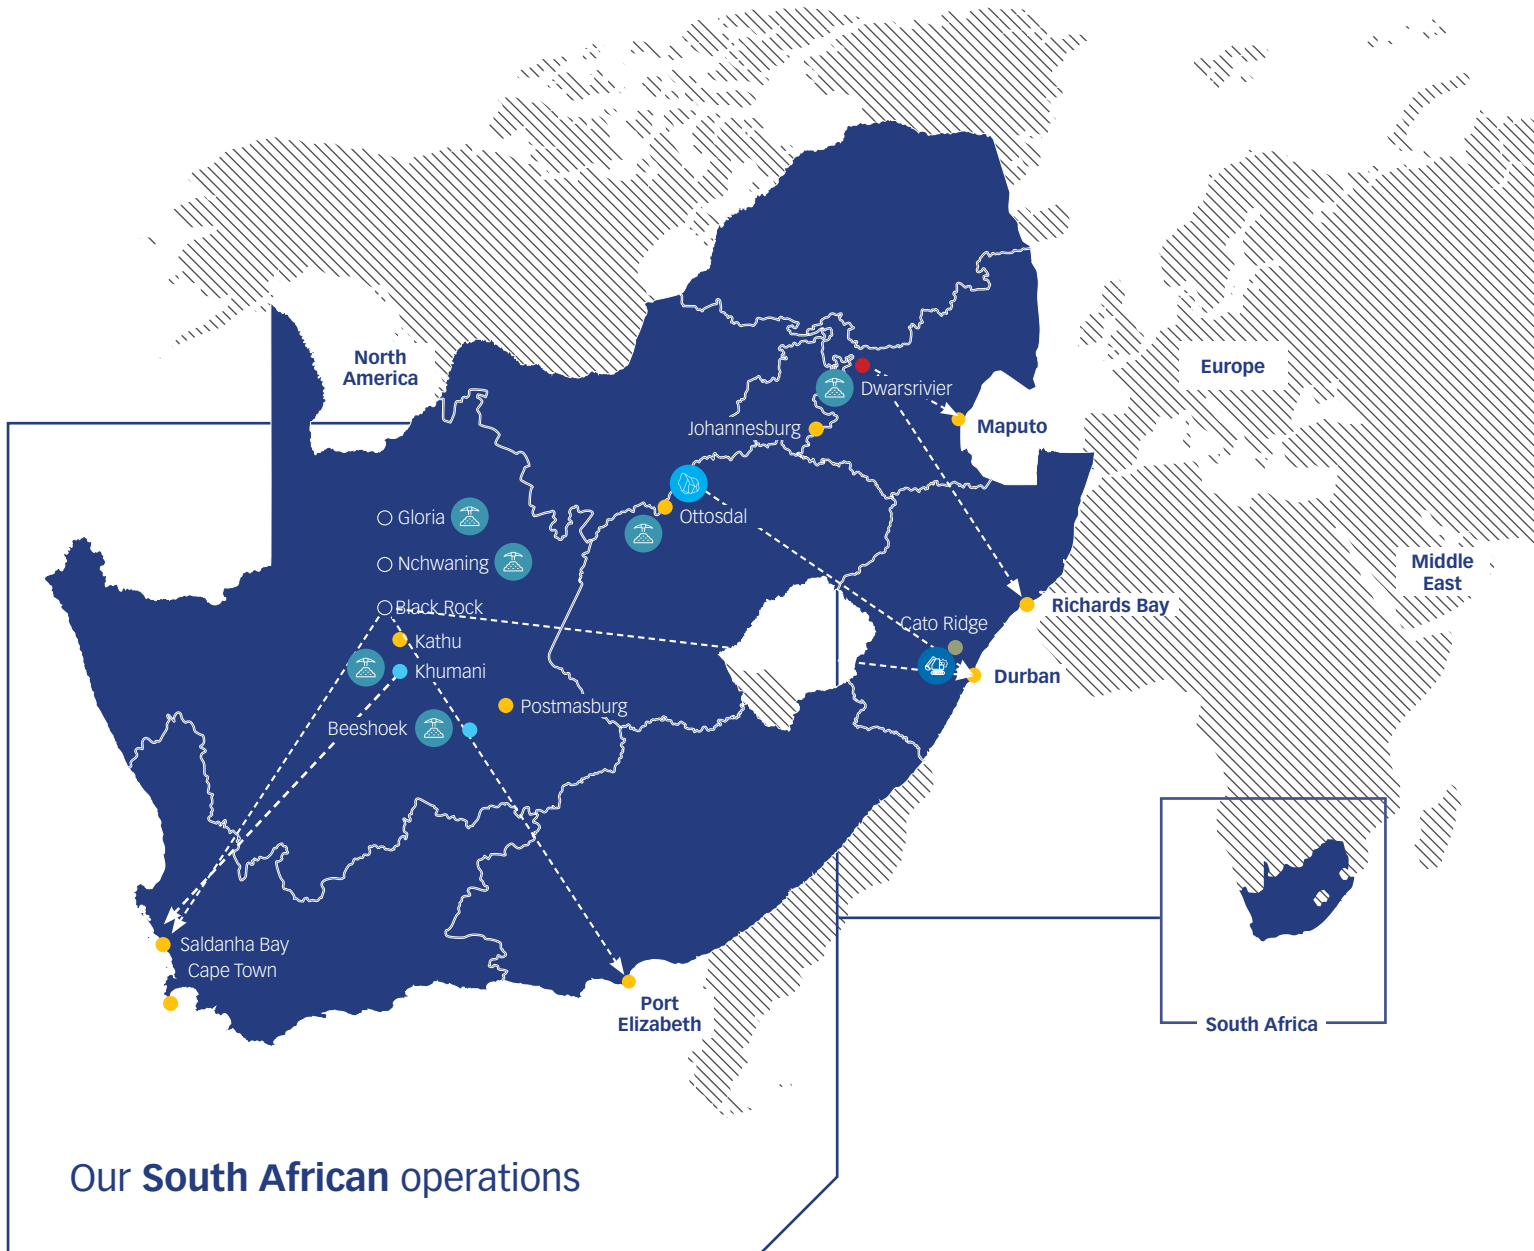 North
America
Europe
Dwarsrivier
Maputo
Johannesburg
Ottosdal
Gloria
Nchwaning
Middle
East
Black Rock
Richards Bay
Cato Ridge
Kathu
Khumani
Durban
Postmasburg
Beeshoek
Saldanha Bay
Cape Town
Port
Elizabeth
South Africa
Our South African operations